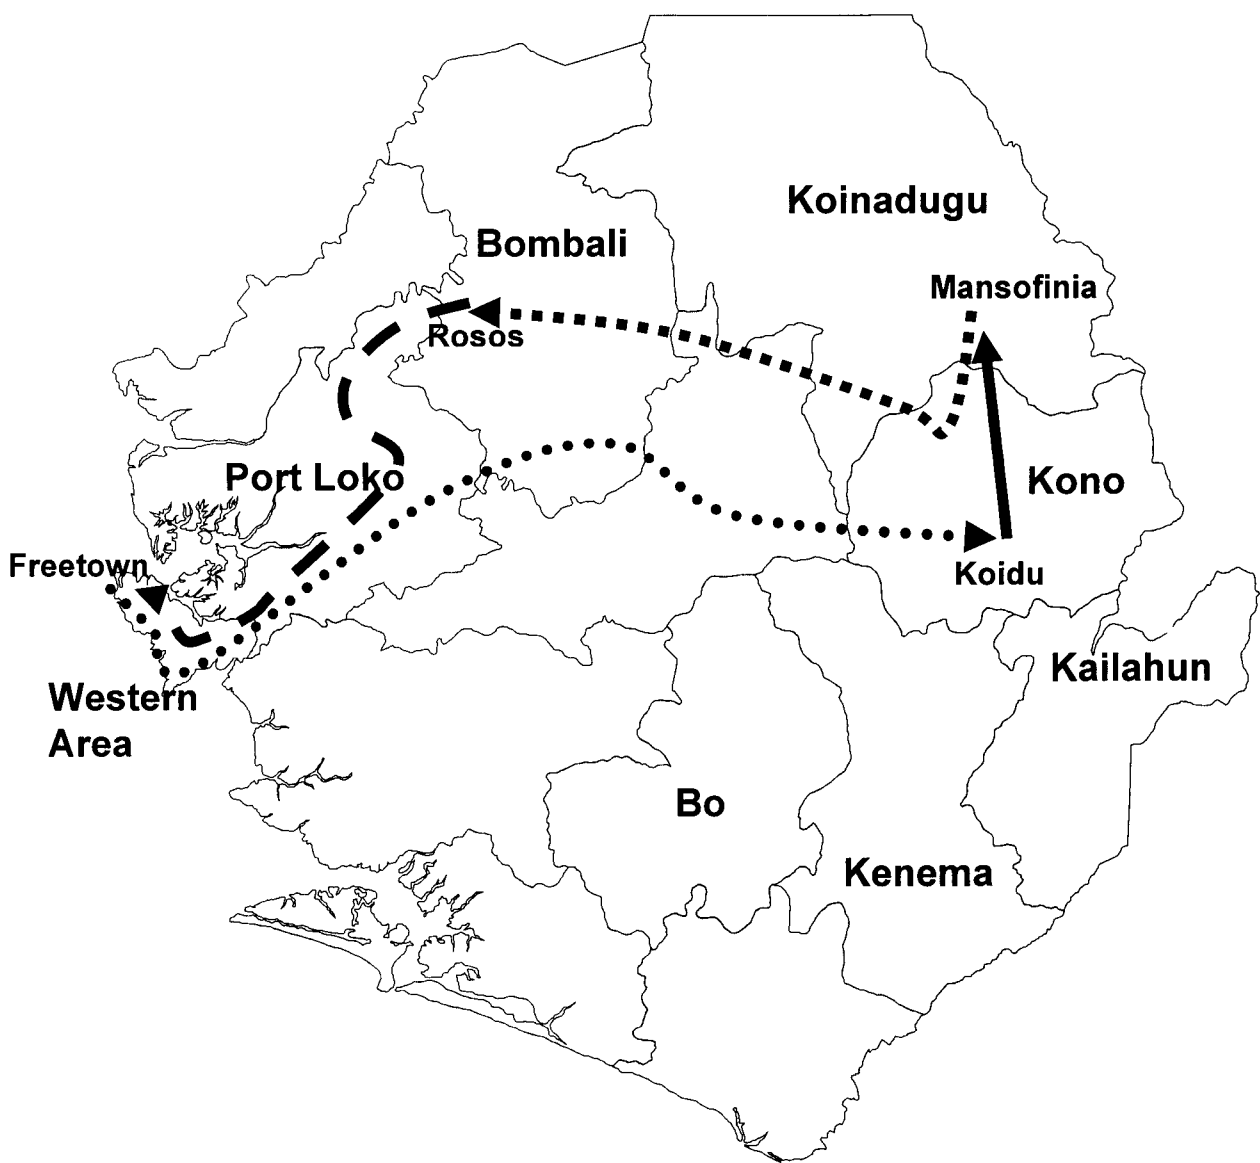 Koinadugu
Bombali
Mansofinia
Rosos
Port Loko
Kono
Freetown
Koidu
Kailahun
Western
Area
Bo
Kenema